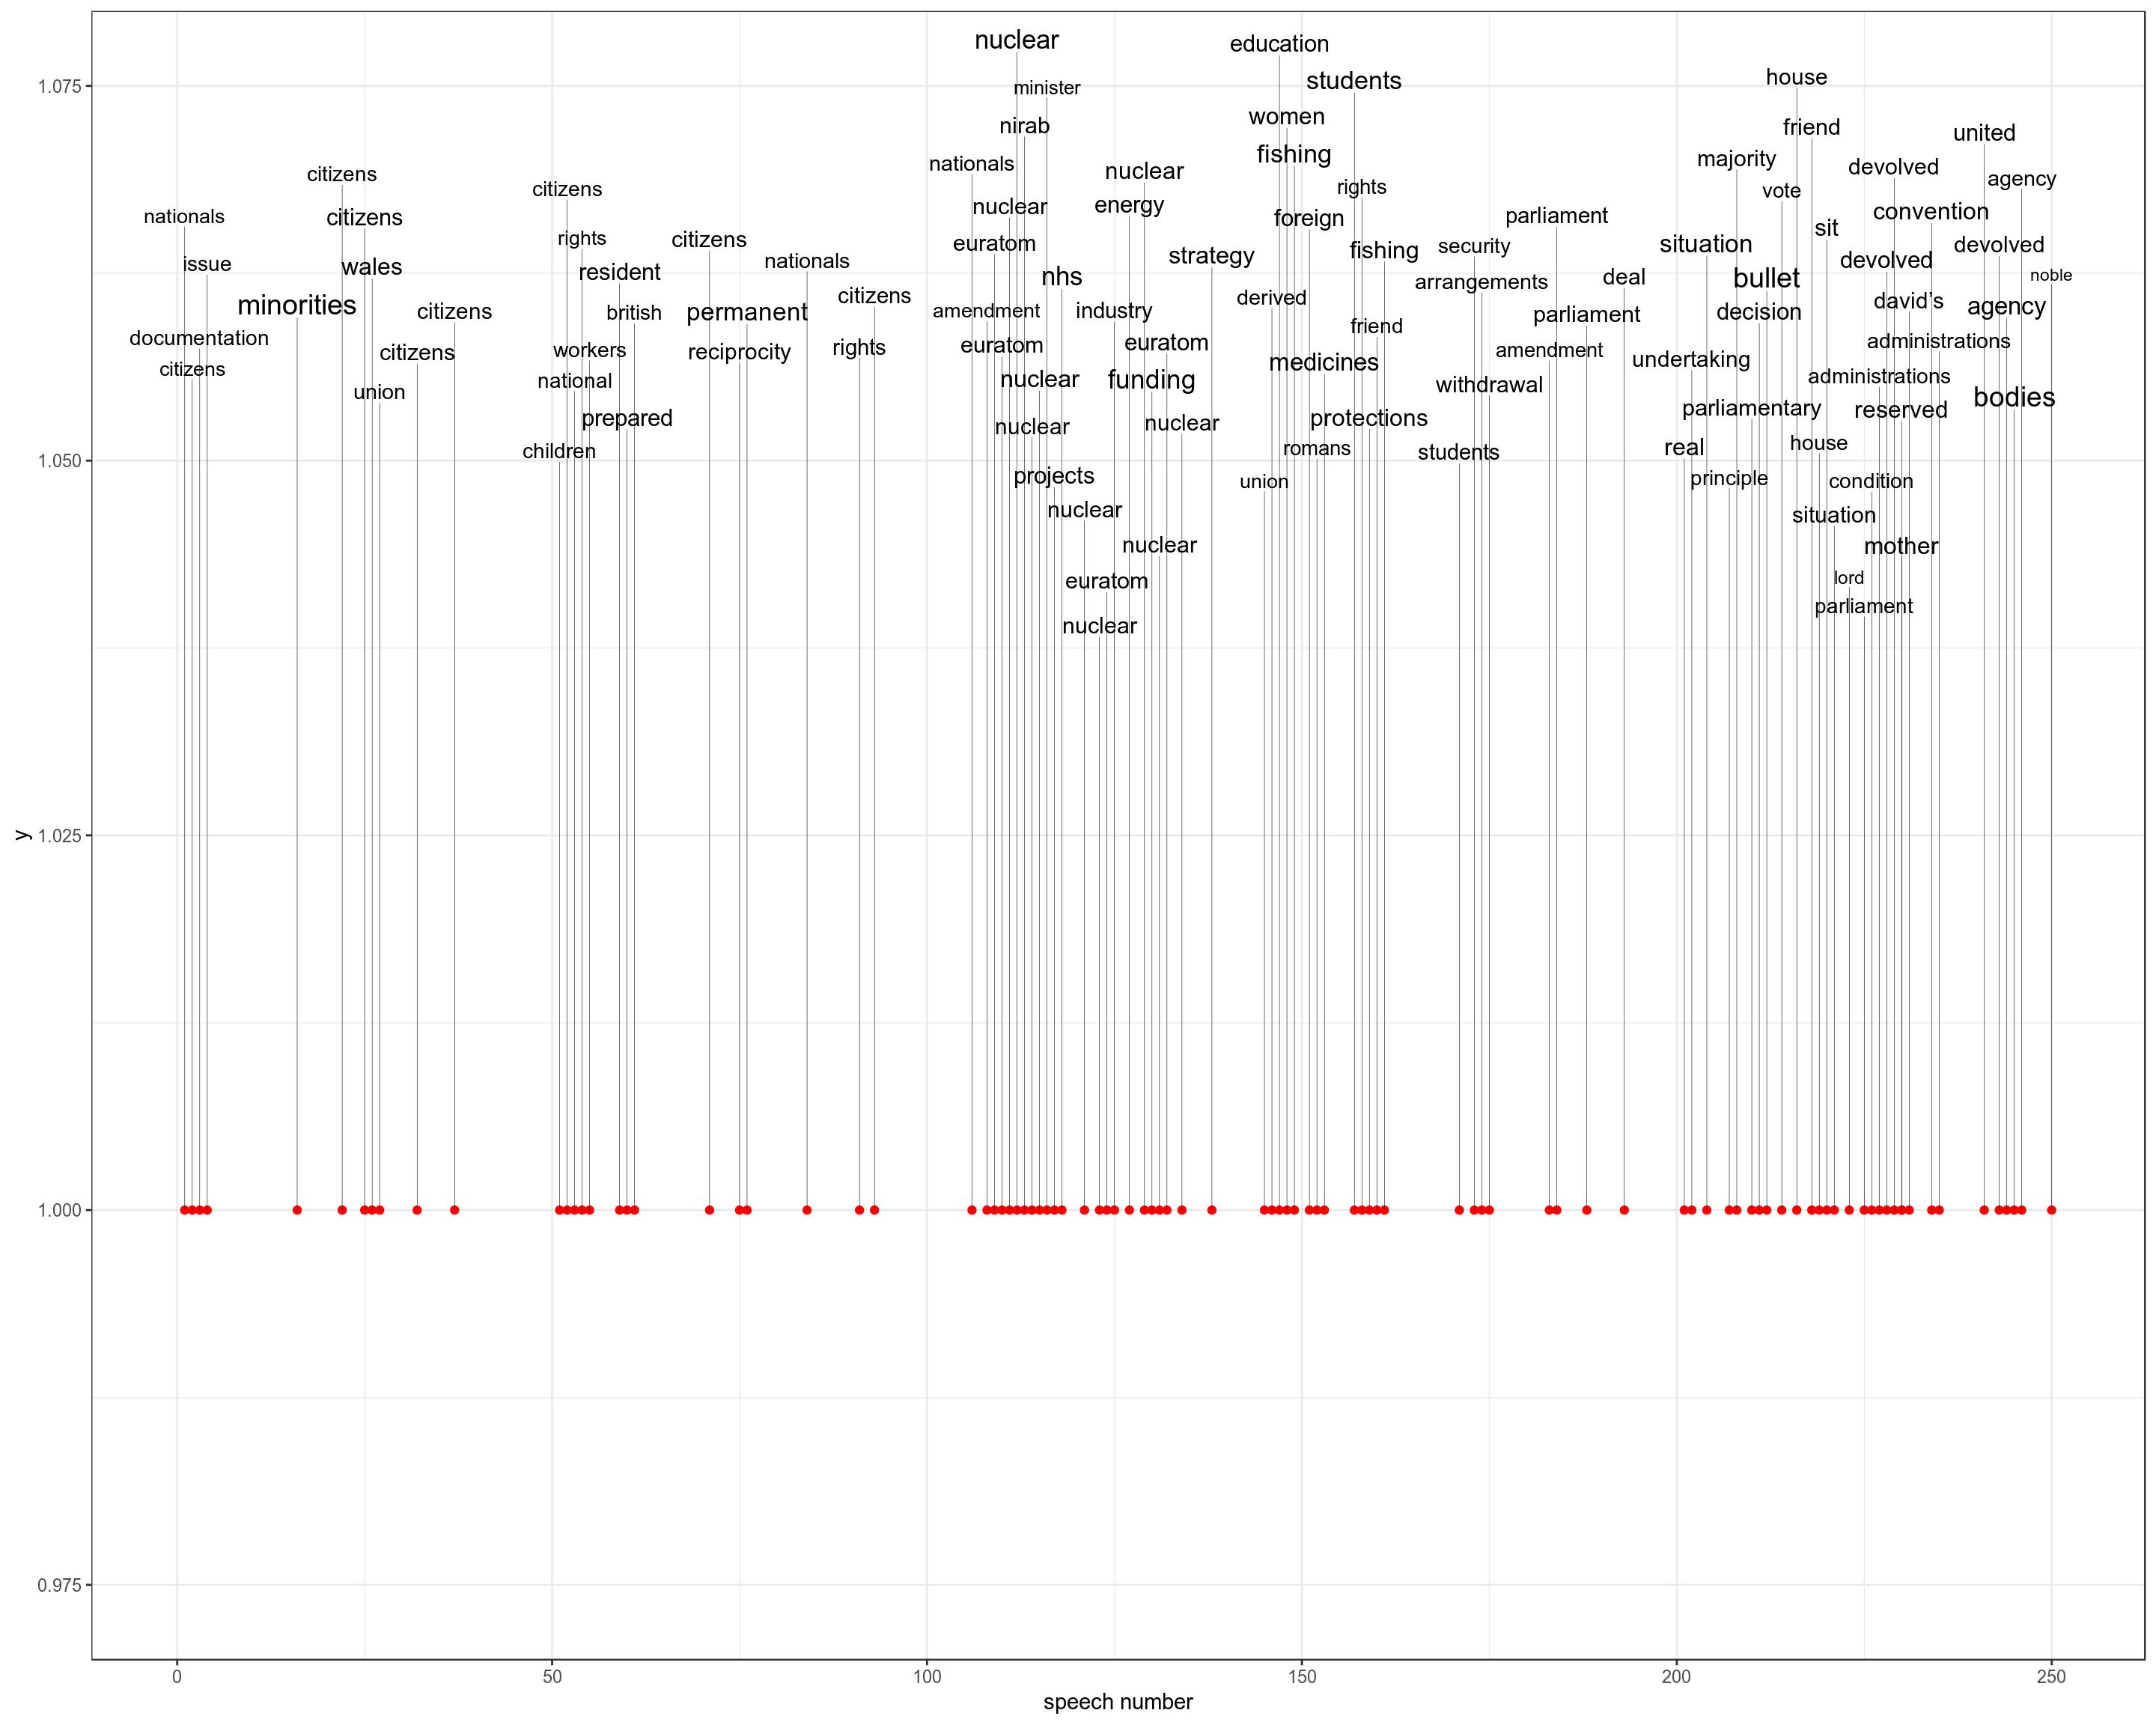 nuclear
education
house
students
1.075
minister
women
nirab
friend
united
fishing
majority
nationals
devolved
nuclear
citizens
agency
rights
vote
citizens
energy
nuclear
convention
nationals
parliament
citizens
foreign
sit
rights
citizens
euratom
situation
devolved
security
fishing
strategy
nationals
devolved
issue
wales
resident
noble
nhs
deal
bullet
arrangements
citizens
derived
david's
minorities
agency
citizens
british
permanent
amendment
industry
decision
parliament
friend
documentation
administrations
euratom
euratom
rights
workers
amendment
citizens
reciprocity
undertaking
medicines
citizens
administrations
national
nuclear
funding
withdrawal
union
bodies
parliamentary
reserved
prepared
protections
nuclear
nuclear
house
real
romans
children
students
1.050
projects
principle
union
condition
nuclear
situation
nuclear
mother
lord
euratom
parliament
nuclear
y
1.025
1.000
0.975
0
50
100
150
200
250
speech number